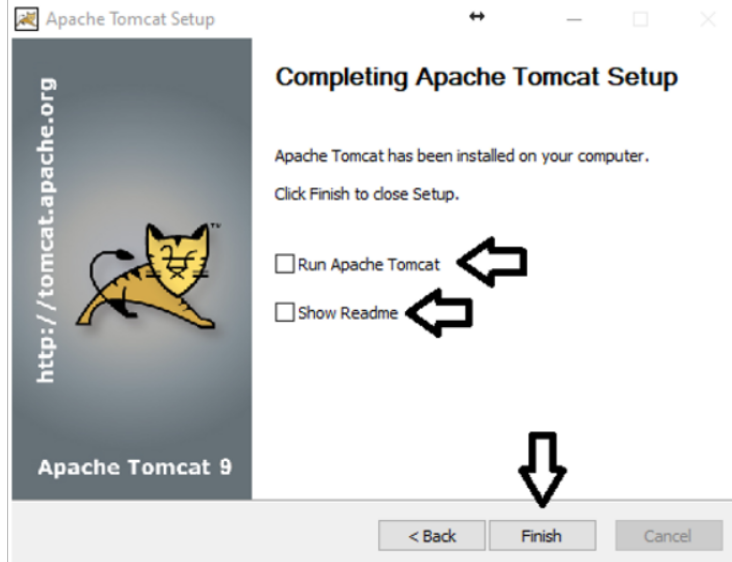 Apache Tomcat Setup
http://tomcat.apache.org
TM
Apache Tomcat 9
Completing Apache Tomcat Setup
Apache Tomcat has been installed on your computer.
Click Finish to close Setup.
Run Apache Tomcat
Show Readme
< Back
Finish
Cancel